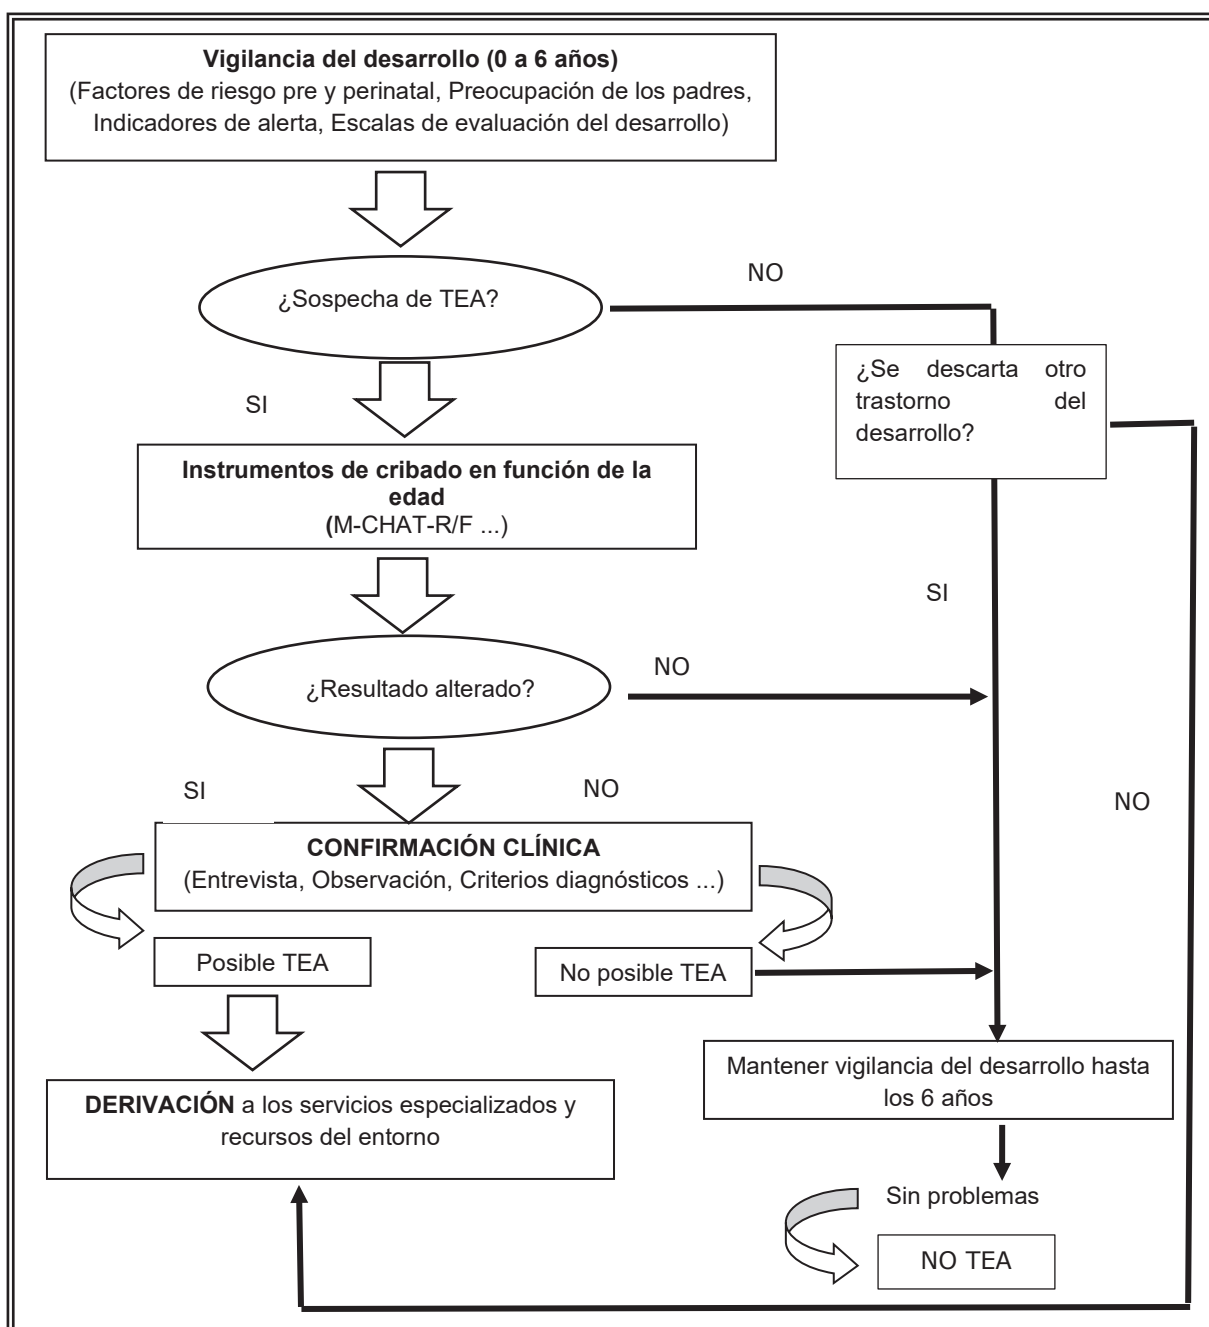 Vigilancia del desarrollo (0 a 6 años)
(Factores de riesgo pre y perinatal, Preocupación de los padres,
Indicadores de alerta, Escalas de evaluación del desarrollo)
NO
¿Sospecha de TEA?
¿Se descarta otro
trastorno del
desarrollo?
SI
Instrumentos de cribado en función de la
edad
(M-CHAT-R/F ...)
SI
NO
¿Resultado alterado?
SI
NO
NO
CONFIRMACIÓN CLÍNICA
(Entrevista, Observación, Criterios diagnósticos ...)
Posible TEA
No posible TEA
Mantener vigilancia del desarrollo hasta
los 6 años
DERIVACIÓN a los servicios especializados y
recursos del entorno
Sin problemas
NO TEA